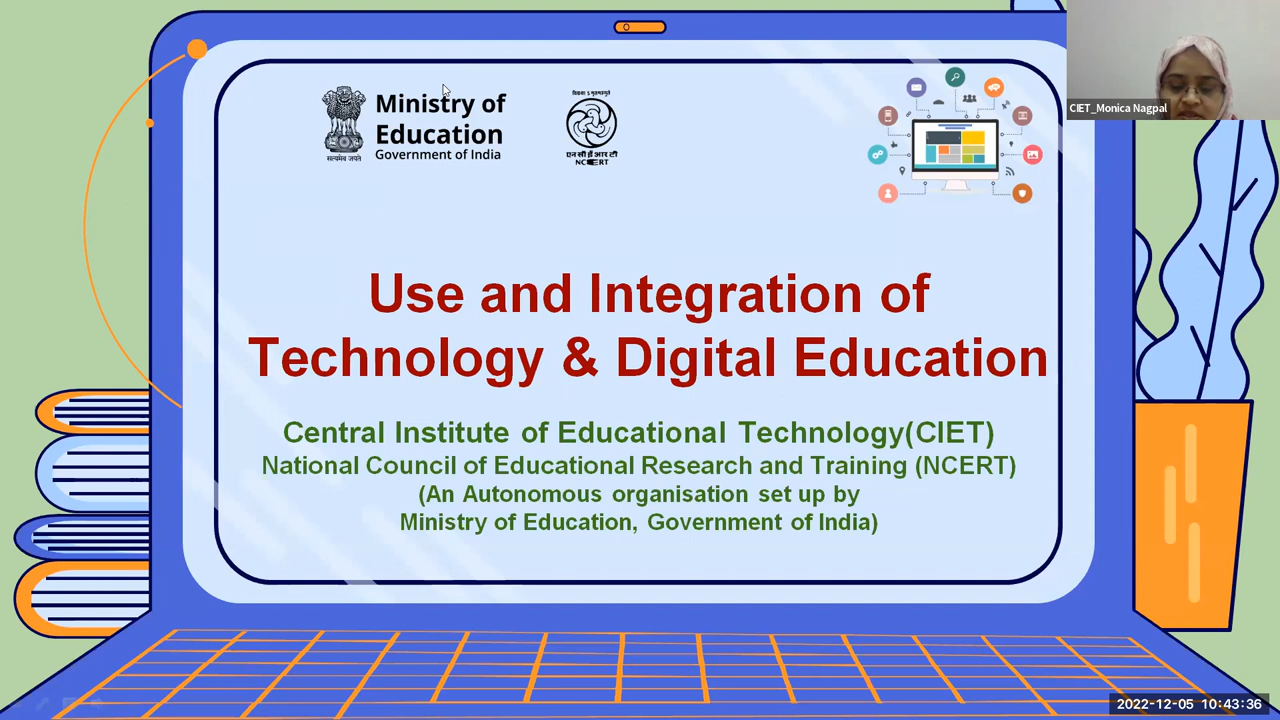 Ministry of
Education
Government of India
सत्यमेव जयते
एन सी ई आर टी
NCERT
CIET_Monica Nagpal
Use and Integration of
Technology & Digital Education
Central Institute of Educational Technology(CIET)
National Council of Educational Research and Training (NCERT)
(An Autonomous organisation set up by
Ministry of Education, Government of India)
2022-12-05 10:43:36